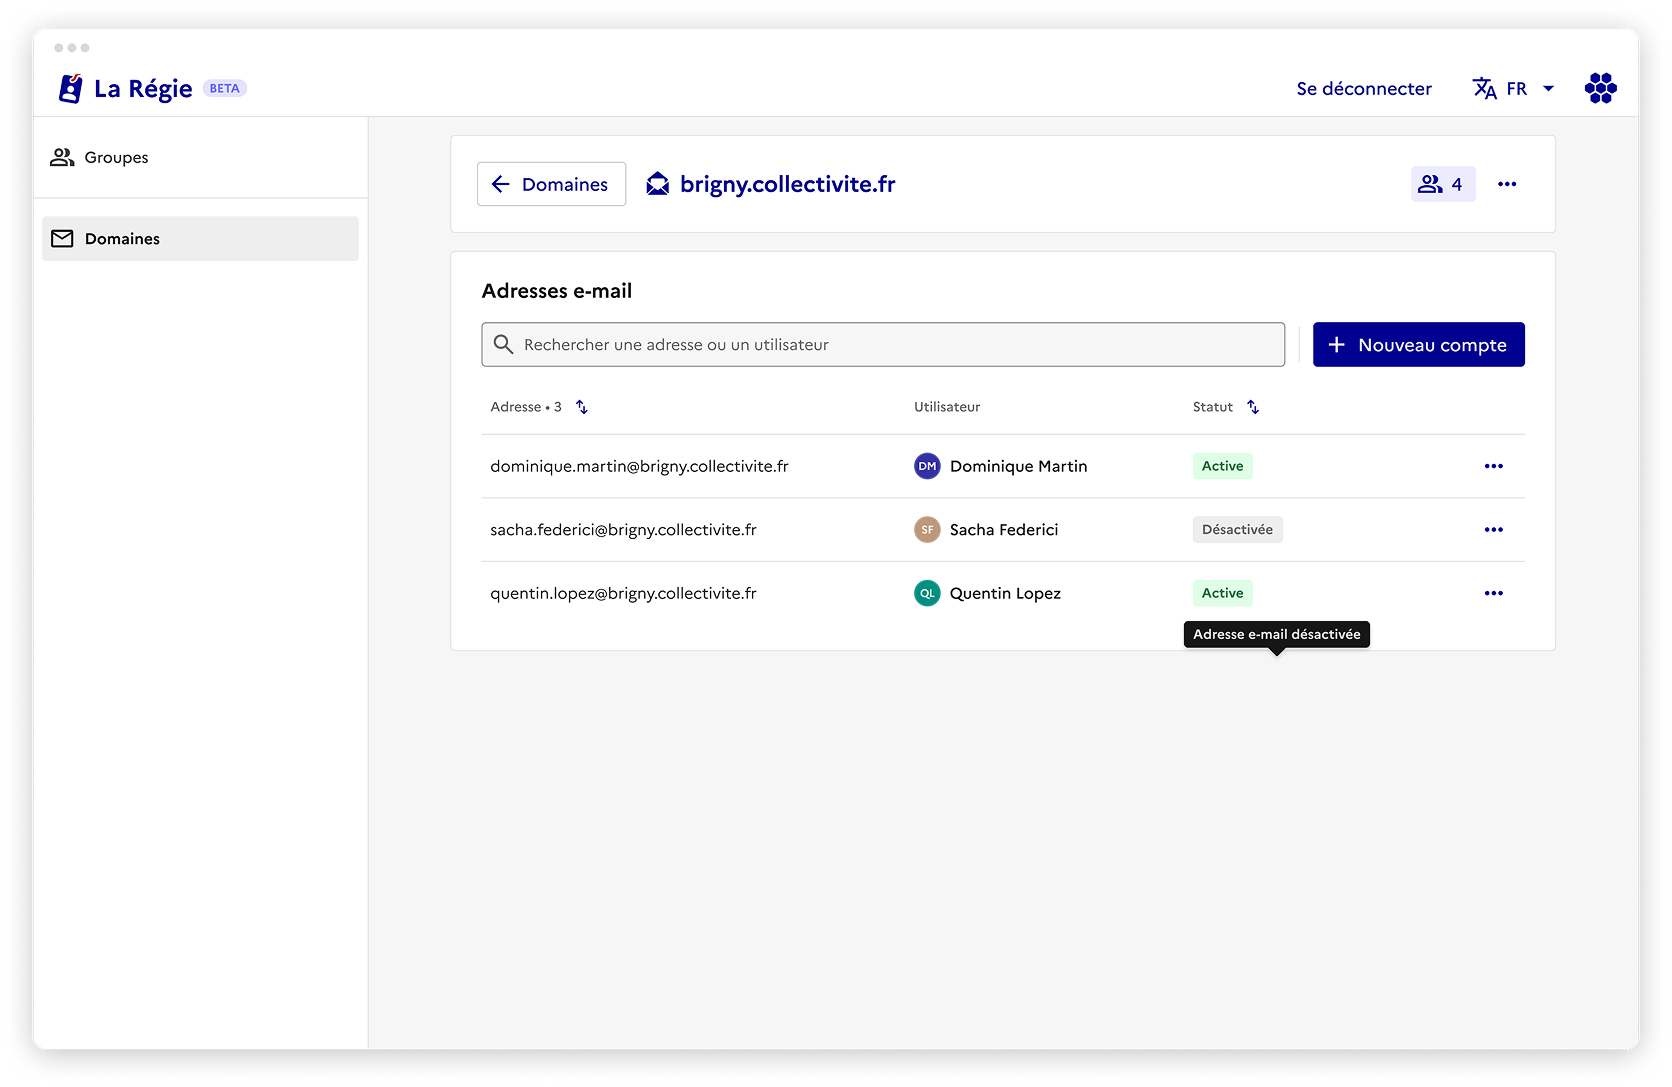 La Régie BETA
Se déconnecter FR
Groupes
Domaines
Domaines brigny.collectivite.fr 4
Adresses e-mail
Rechercher une adresse ou un utilisateur
Nouveau compte
Adresse • 3 Utilisateur Statut
dominique.martin@brigny.collectivite.fr DM Dominique Martin Active
sacha.federici@brigny.collectivite.fr SF Sacha Federici Désactivée
quentin.lopez@brigny.collectivite.fr QL Quentin Lopez Active
Adresse e-mail désactivée